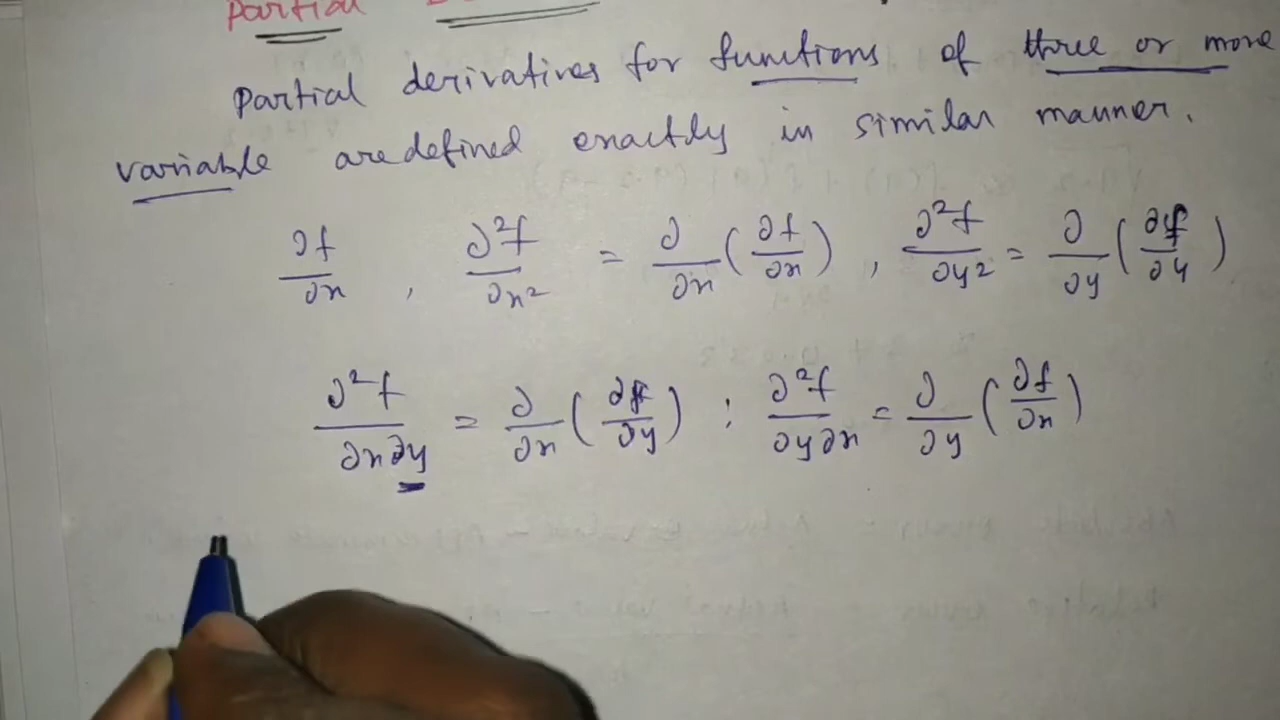 Partial
Partial derivatives for functions of three or more
variable are defined exactly in similar manner.
∂f/∂x , ∂²f/∂x² = ∂/∂x (∂f/∂x) , ∂²f/∂y² = ∂/∂y (∂f/∂y)
∂²f/∂x∂y = ∂/∂x (∂f/∂y) ; ∂²f/∂y∂x = ∂/∂y (∂f/∂x)